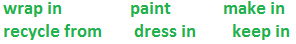 wrap in paint make in
recycle from dress in keep in